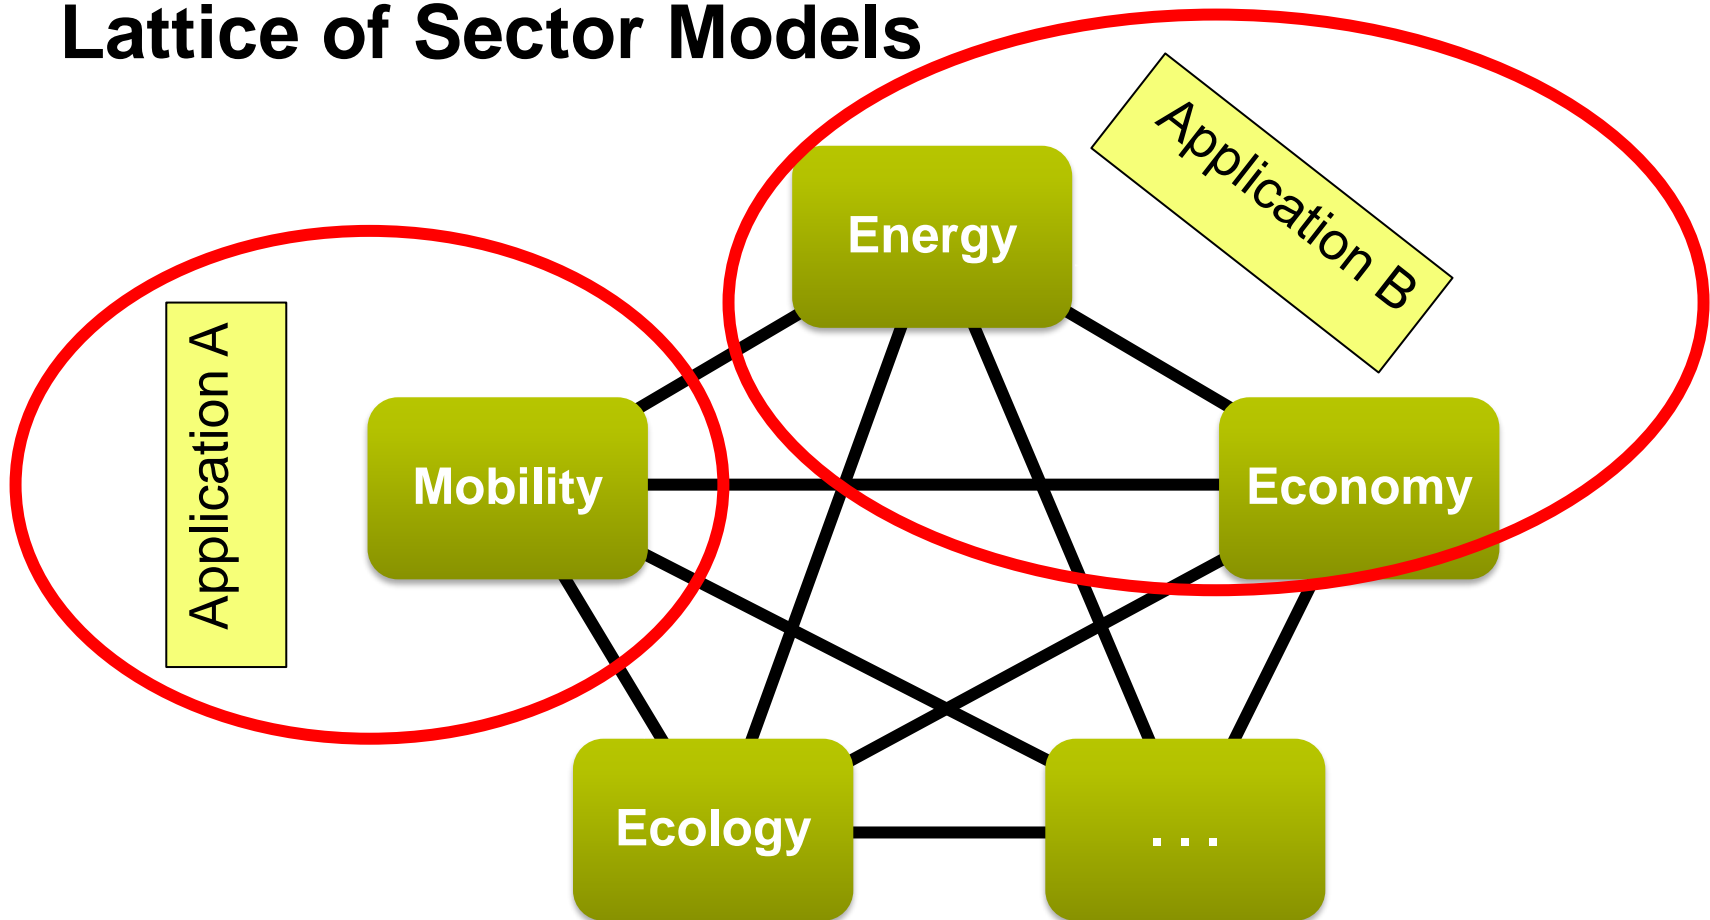 Lattice of Sector Models
Application B
Energy
Application A
Mobility
Economy
Ecology
. . .